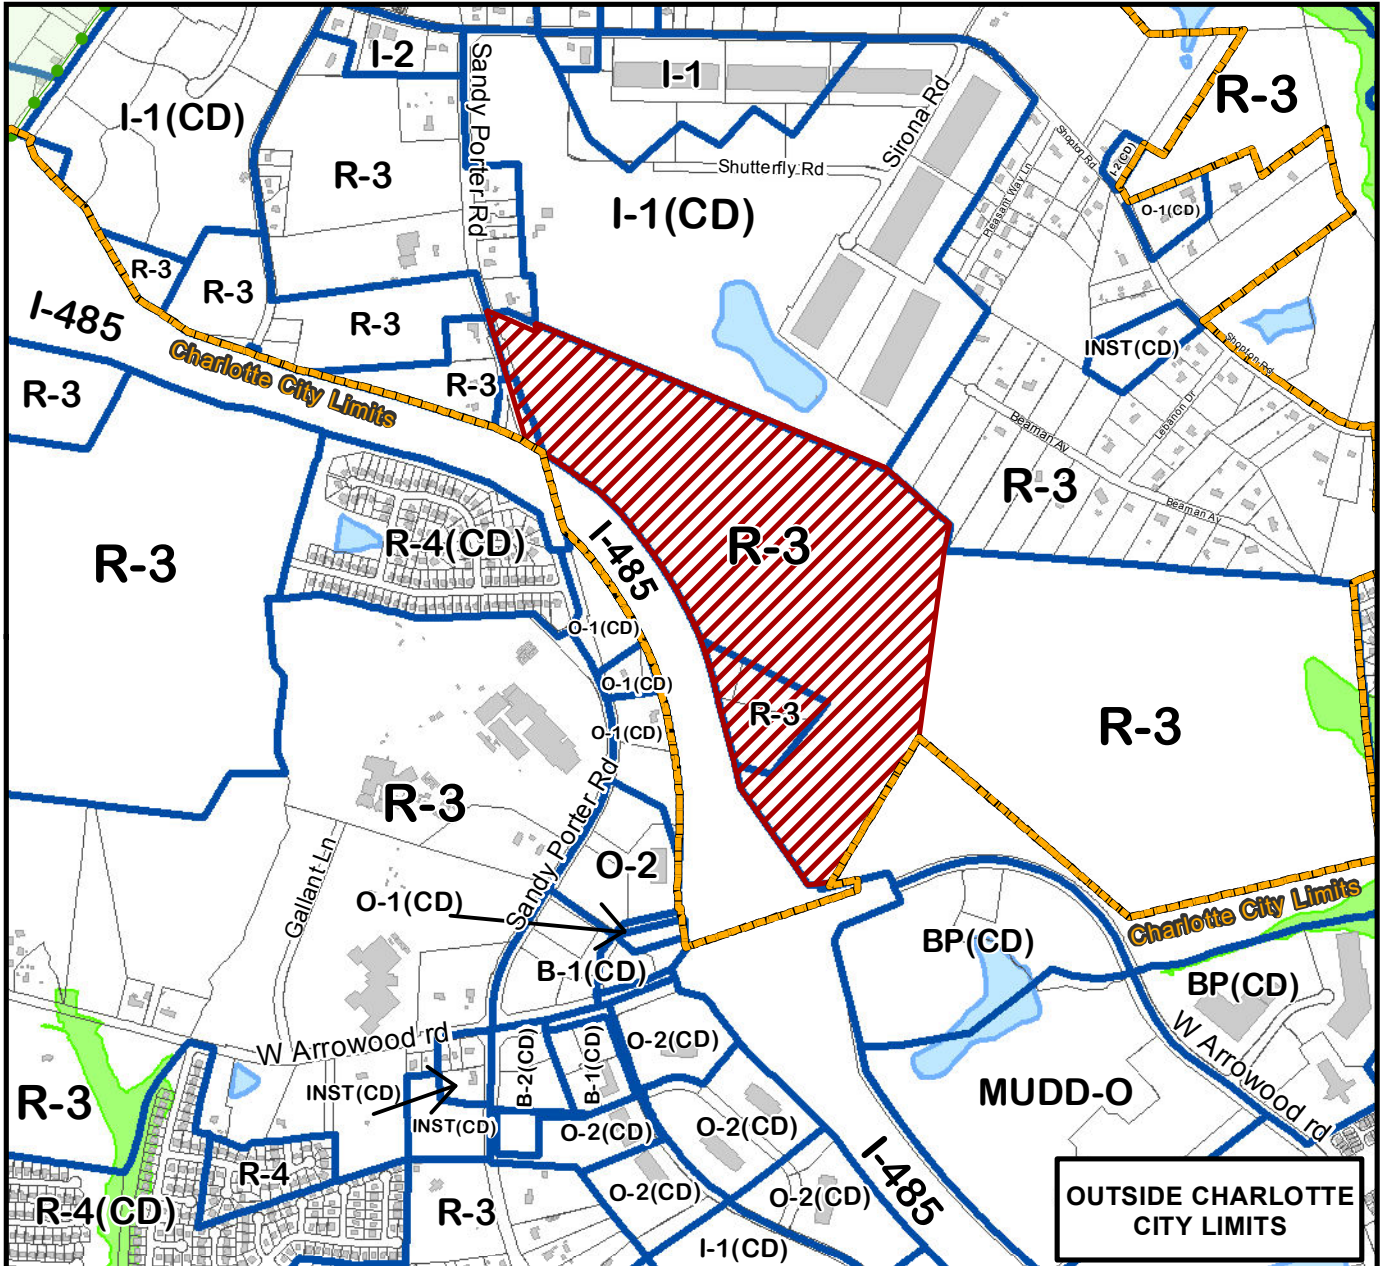 I-2
I-1
R-3
I-1(CD)
Sandy Porter Rd
Sirona Rd
Shopton Rd
I-2(CD)
Shutterfly Rd
R-3
Pleasant Way Ln
O-1(CD)
I-1(CD)
R-3
R-3
I-485
R-3
Charlotte City Limits
INST(CD)
Shopton Rd
R-3
R-3
Lebanon Dr
Beaman Av
R-3
Beaman Av
R-3
R-4(CD)
I-485
R-3
O-1(CD)
O-1(CD)
R-3
O-1(CD)
R-3
R-3
Sandy Porter Rd
O-2
Gallant Ln
O-1(CD)
Charlotte City Limits
BP(CD)
B-1(CD)
BP(CD)
W Arrowood rd
O-2(CD)
B-2(CD)
B-1(CD)
W Arrowood rd
INST(CD)
MUDD-O
R-3
INST(CD)
O-2(CD)
O-2(CD)
R-4
O-2(CD)
O-2(CD)
I-485
R-4(CD)
R-3
I-1(CD)
OUTSIDE CHARLOTTE
CITY LIMITS